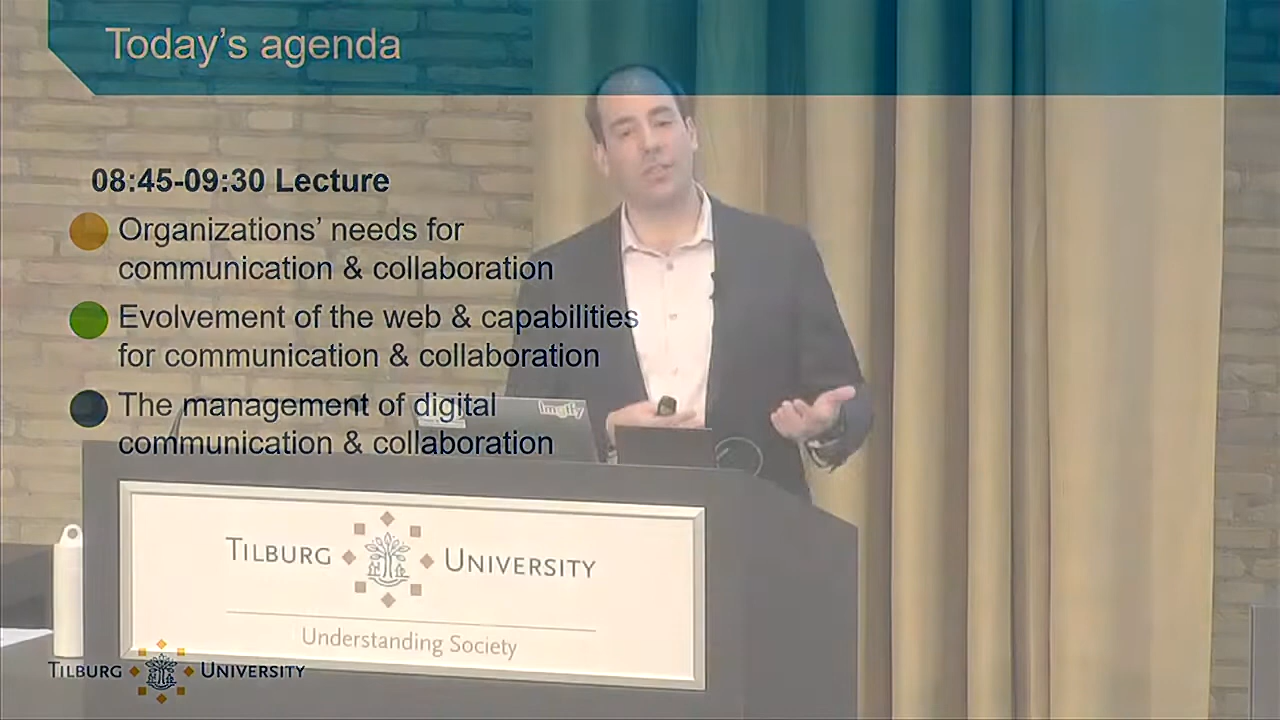 Today's agenda
08:45-09:30 Lecture
Organizations' needs for
communication & collaboration
Evolvement of the web & capabilities
for communication & collaboration
The management of digital
communication & collaboration
TILBURG UNIVERSITY
Understanding Society
TILBURG UNIVERSITY